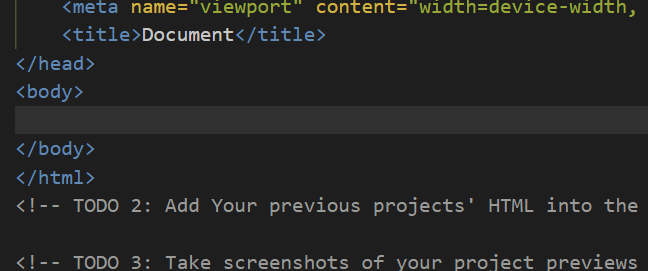 <meta name="viewport" content="width=device-width,
<title>Document</title>
</head>
<body>
</body>
</html>
<!-- TODO 2: Add Your previous projects' HTML into the
<!-- TODO 3: Take screenshots of your project previews